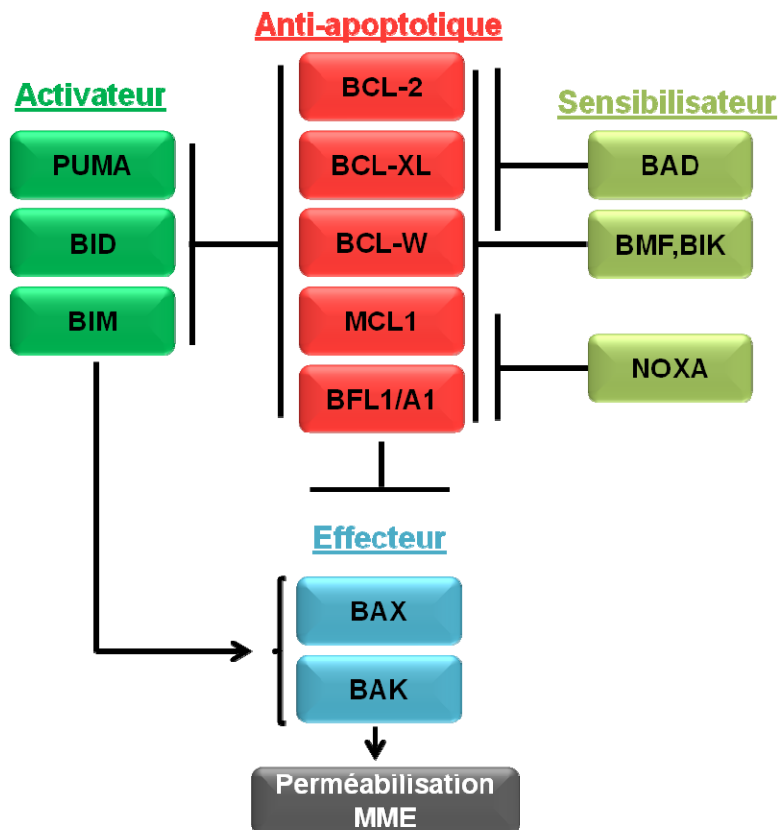 Anti-apoptotique
Activateur
Sensibilisateur
BCL-2
PUMA
BCL-XL
BAD
BID
BCL-W
BMF,BIK
BIM
MCL1
NOXA
BFL1/A1
Effecteur
BAX
BAK
Perméabilisation
MME